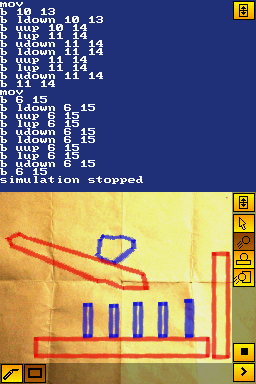 mov
b 10 13
b ldown 10 13
b uup 10 14
b lup 11 14
b udown 11 14
b ldown 11 14
b uup 11 14
b lup 11 14
b udown 11 14
b 11 14
mov
b 6 15
b ldown 6 15
b uup 6 15
b lup 6 15
b udown 6 15
b ldown 6 15
b uup 6 15
b lup 6 15
b udown 6 15
b 6 15
simulation stopped